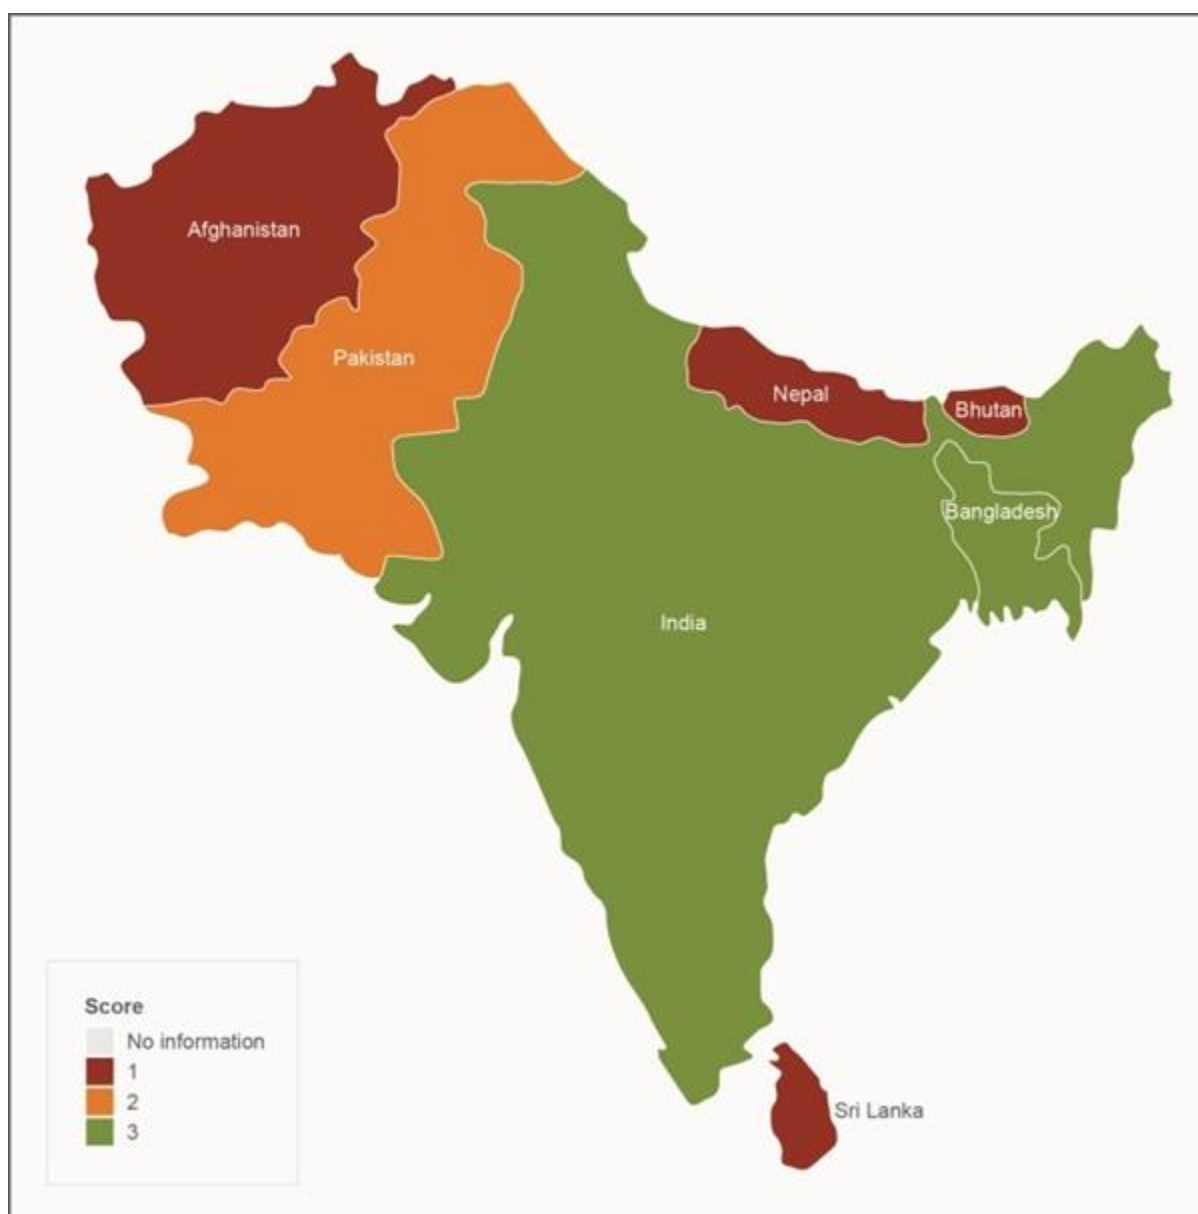 Afghanistan
Pakistan
Nepal
Bhutan
Bangladesh
India
Sri Lanka
Score
No information
1
2
3